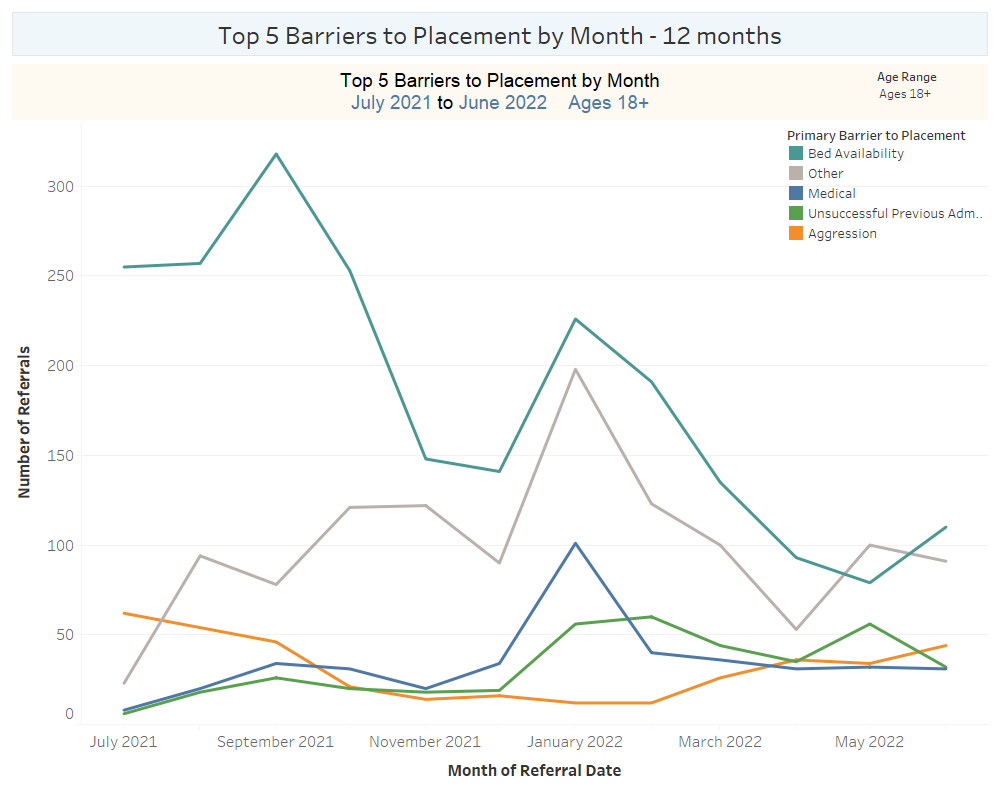 Top 5 Barriers to Placement by Month - 12 months
Top 5 Barriers to Placement by Month
July 2021 to June 2022 Ages 18+
Age Range
Ages 18+
Primary Barrier to Placement
Bed Availability
Other
Medical
Unsuccessful Previous Adm..
Aggression
Number of Referrals
300
250
200
150
100
50
0
July 2021
September 2021
November 2021
January 2022
March 2022
May 2022
Month of Referral Date